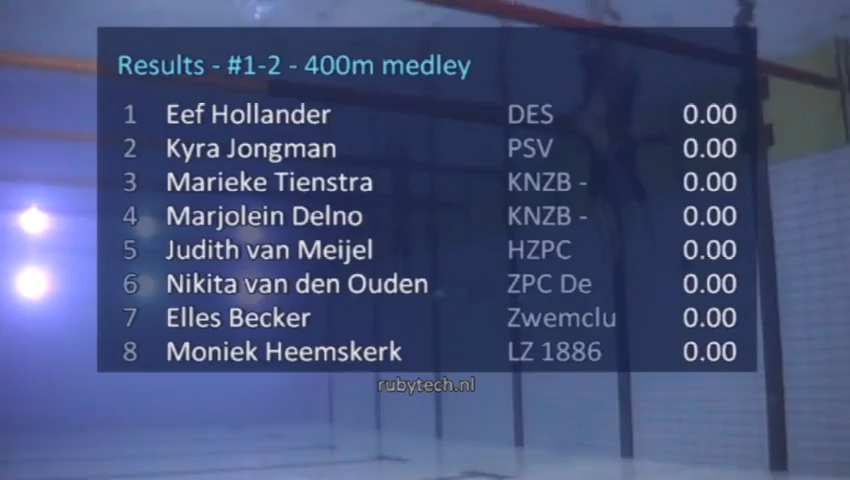 Results - #1-2 - 400m medley
1 Eef Hollander DES 0.00
2 Kyra Jongman PSV 0.00
3 Marieke Tienstra KNZB - 0.00
4 Marjolein Delno KNZB - 0.00
5 Judith van Meijel HZPC 0.00
6 Nikita van den Ouden ZPC De 0.00
7 Elles Becker Zwemclu 0.00
8 Moniek Heemskerk LZ 1886 0.00
rubytech.nl